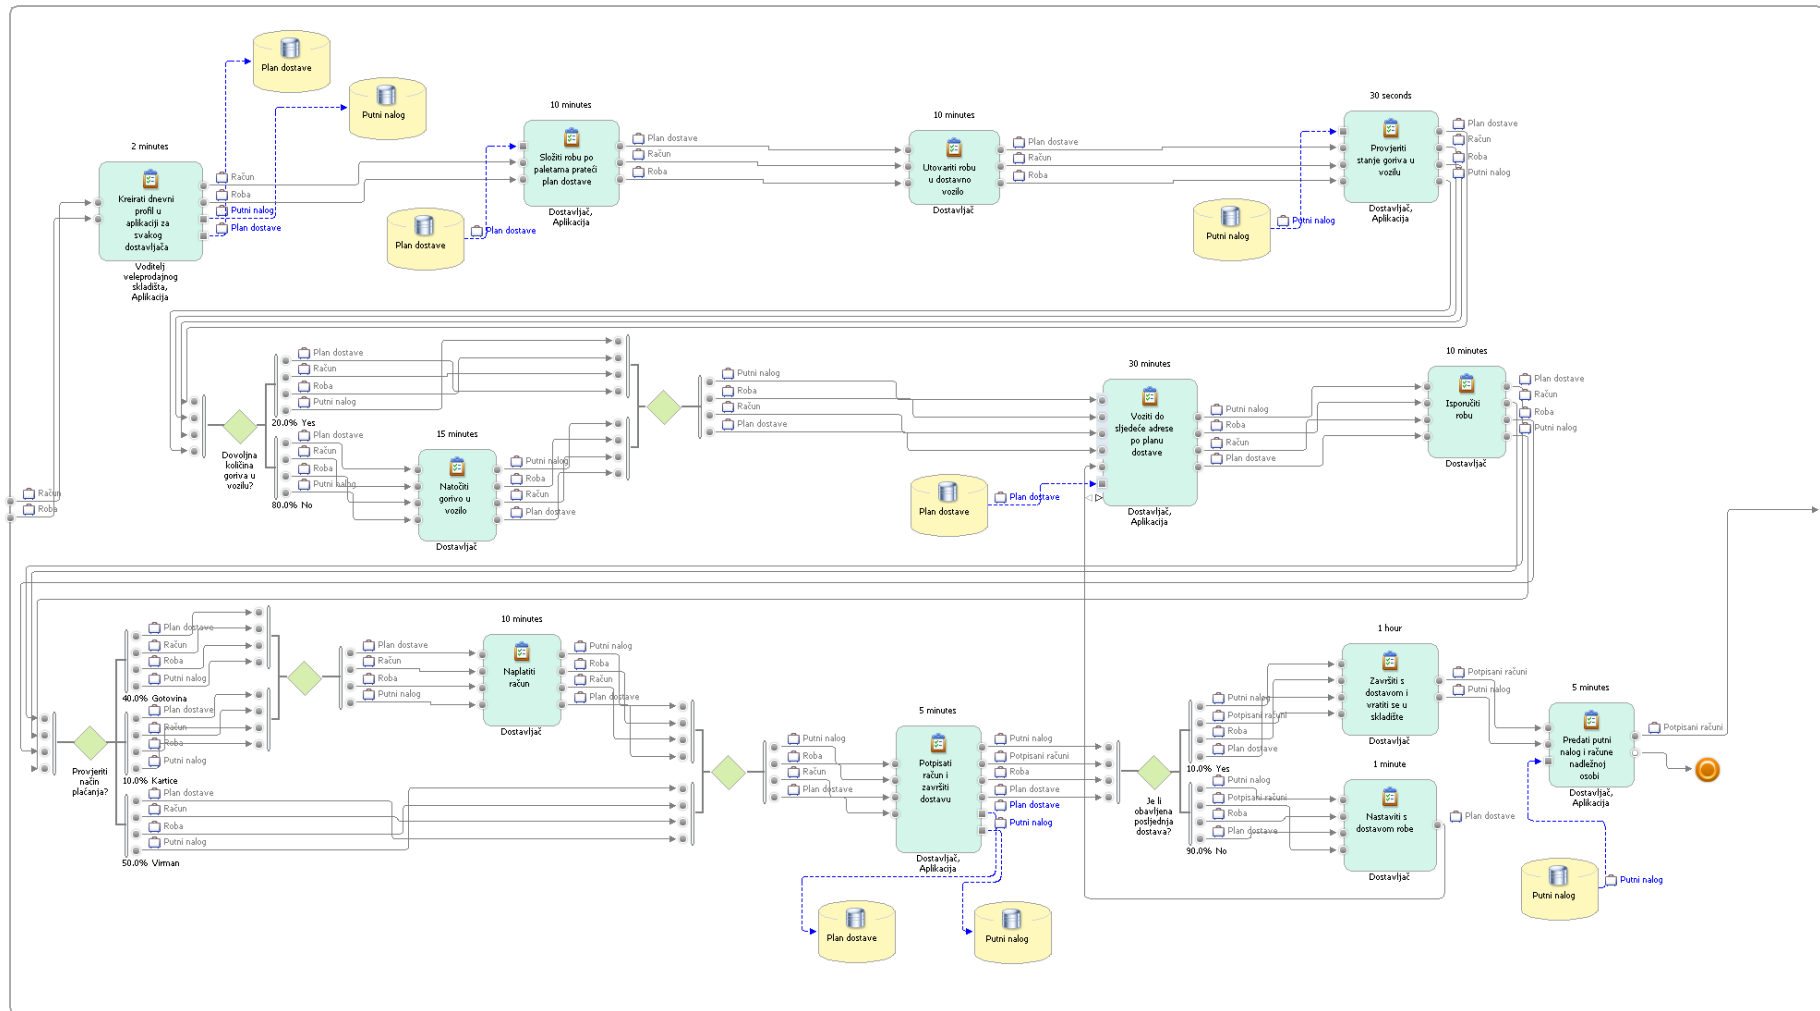 Plan dostave
Putni nalog
2 minutes
Kreirati dnevni
profil u
aplikaciji za
svakog
dostavljača
Voditelj
veleprodajnog
skladišta,
Aplikacija
Račun
Roba
Putni nalog
Plan dostave
Plan dostave
Plan dostave
10 minutes
Složiti robu po
paletama prateći
plan dostave
Dostavljač,
Aplikacija
Plan dostave
Račun
Roba
10 minutes
Utovariti robu
u dostavno
vozilo
Dostavljač
Plan dostave
Račun
Roba
Putni nalog
Putni nalog
30 seconds
Provjeriti
stanje goriva u
vozilu
Dostavljač,
Aplikacija
Plan dostave
Račun
Roba
Putni nalog
Račun
Roba
Dovoljna
količina
goriva u
vozilu?
Plan dostave
Račun
Roba
Putni nalog
20.0% Yes
Plan dostave
Račun
Roba
Putni nalog
80.0% No
15 minutes
Natočiti
gorivo u
vozilo
Dostavljač
Putni nalog
Roba
Račun
Plan dostave
Putni nalog
Roba
Račun
Plan dostave
Plan dostave
Plan dostave
30 minutes
Voziti do
sljedeće adrese
po planu
dostave
Dostavljač,
Aplikacija
Putni nalog
Roba
Račun
Plan dostave
10 minutes
Isporučiti
robu
Dostavljač
Plan dostave
Račun
Roba
Putni nalog
Provjeriti
način
plaćanja?
Plan dostave
Račun
Roba
Putni nalog
40.0% Gotovina
Plan dostave
Račun
Roba
Putni nalog
10.0% Kartice
Plan dostave
Račun
Roba
Putni nalog
50.0% Virman
Plan dostave
Račun
Roba
Putni nalog
10 minutes
Naplatiti
račun
Dostavljač
Putni nalog
Roba
Račun
Plan dostave
Putni nalog
Roba
Račun
Plan dostave
5 minutes
Potpisati
račun i
završiti
dostavu
Dostavljač,
Aplikacija
Putni nalog
Potpisani računi
Roba
Plan dostave
Plan dostave
Putni nalog
Plan dostave
Putni nalog
Je li
obavljena
posljednja
dostava?
Putni nalog
Potpisani računi
Roba
Plan dostave
10.0% Yes
Putni nalog
Potpisani računi
Roba
Plan dostave
90.0% No
1 hour
Završiti s
dostavom i
vratiti se u
skladište
Dostavljač
Potpisani računi
Putni nalog
1 minute
Nastaviti s
dostavom robe
Dostavljač
Plan dostave
5 minutes
Predati putni
nalog i račune
nadležnoj
osobi
Dostavljač,
Aplikacija
Potpisani računi
Putni nalog
Putni nalog